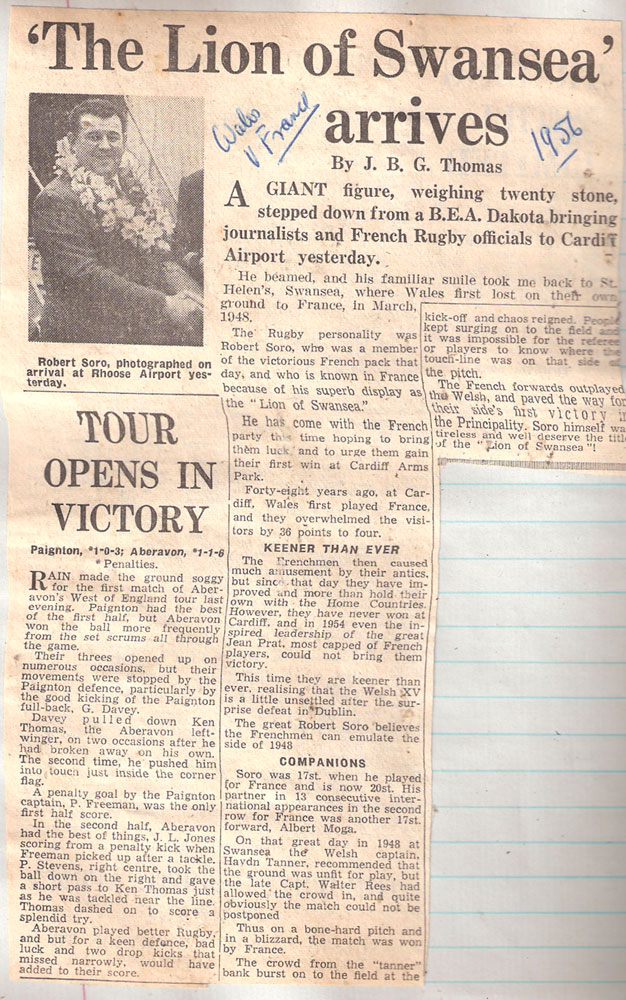 'The Lion of Swansea'
arrives
Wales
V France
1956
By J. B. G. Thomas
A GIANT figure, weighing twenty stone,
stepped down from a B.E.A. Dakota bringing
journalists and French Rugby officials to Cardiff
Airport yesterday.
He beamed, and his familiar smile took me back to St.
Helen's, Swansea, where Wales first lost on their own
ground to France, in March,
1948.
The Rugby personality was
Robert Soro, who was a member
of the victorious French pack that
day, and who is known in France
because of his superb display as
the "Lion of Swansea."
He has come with the French
party this time hoping to bring
them luck and to urge them gain
their first win at Cardiff Arms
Park.
Forty-eight years ago, at Car-
diff, Wales first played France,
and they overwhelmed the visi-
tors by 36 points to four.
KEENER THAN EVER
The Frenchmen then caused
much amusement by their antics,
but since that day they have im-
proved and more than hold their
own with the Home Countries.
However, they have never won at
Cardiff, and in 1954 even the in-
spired leadership of the great
Jean Prat, most capped of French
players, could not bring them
victory.
This time they are keener than
ever, realising that the Welsh XV
is a little unsettled after the sur-
prise defeat in Dublin.
The great Robert Soro believes
the Frenchmen can emulate the
side of 1948
COMPANIONS
Soro was 17st. when he played
for France and is now 20st. His
partner in 13 consecutive inter-
national appearances in the second
row for France was another 17st.
forward, Albert Moga.
On that great day in 1948 at
Swansea the Welsh captain,
Haydn Tanner, recommended that
the ground was unfit for play, but
the late Capt. Walter Rees had
allowed the crowd in, and quite
obviously the match could not be
postponed
Thus on a bone-hard pitch and
in a blizzard, the match was won
by France.
The crowd from the "tanner"
bank burst on to the field at the
kick-off and chaos reigned. People
kept surging on to the field and
it was impossible for the referee
or players to know where the
touch-line was on that side of
the pitch.
The French forwards outplayed
the Welsh, and paved the way for
their side's first victory in
the Principality. Soro himself was
tireless and well deserve the title
of the "Lion of Swansea"!
Robert Soro, photographed on
arrival at Rhoose Airport yes-
terday.
TOUR
OPENS IN
VICTORY
Paignton, *1-0-3; Aberavon, *1-1-6
* Penalties.
RAIN made the ground soggy
for the first match of Aber-
avon's West of England tour last
evening. Paignton had the best
of the first half, but Aberavon
won the ball more frequently
from the set scrums all through
the game.
Their threes opened up on
numerous occasions, but their
movements were stopped by the
Paignton defence, particularly by
the good kicking of the Paignton
full-back, G. Davey.
Davey pulled down Ken
Thomas, the Aberavon left-
winger, on two occasions after he
had broken away on his own.
The second time, he pushed him
into touch just inside the corner
flag.
A penalty goal by the Paignton
captain, P. Freeman, was the only
first half score.
In the second half, Aberavon
had the best of things, J. L. Jones
scoring from a penalty kick when
Freeman picked up after a tackle.
P. Stevens, right centre, took the
ball down on the right and gave
a short pass to Ken Thomas just
as he was tackled near the line.
Thomas dashed on to score a
splendid try.
Aberavon played better Rugby,
and but for a keen defence, bad
luck and two drop kicks that
missed narrowly, would have
added to their score.